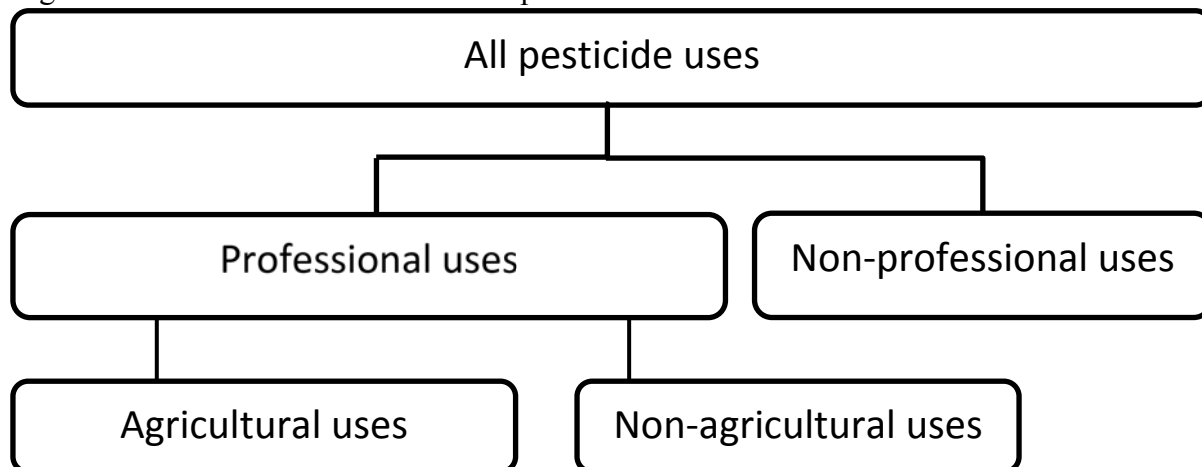 All pesticide uses
Professional uses
Non-professional uses
Agricultural uses
Non-agricultural uses